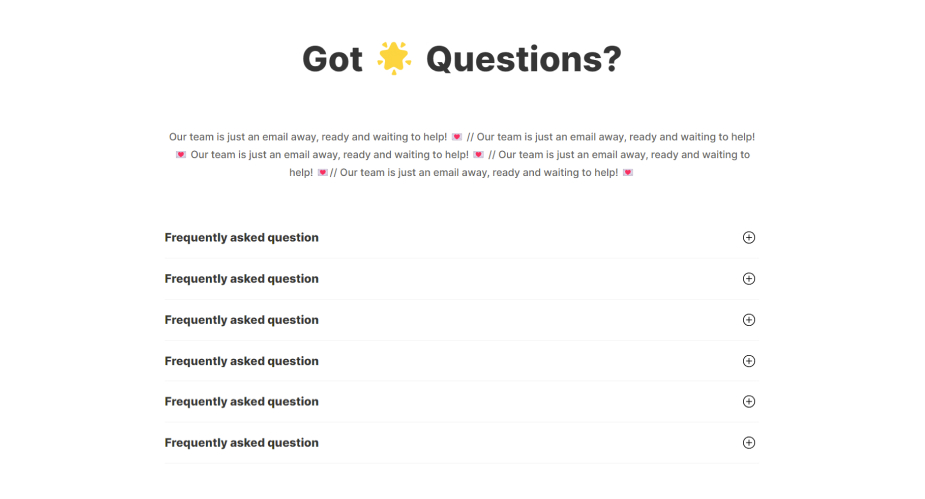 Got 🌟 Questions?
Our team is just an email away, ready and waiting to help! 💌 // Our team is just an email away, ready and waiting to help!
💌 Our team is just an email away, ready and waiting to help! 💌 // Our team is just an email away, ready and waiting to
help! 💌// Our team is just an email away, ready and waiting to help! 💌
Frequently asked question
Frequently asked question
Frequently asked question
Frequently asked question
Frequently asked question
Frequently asked question